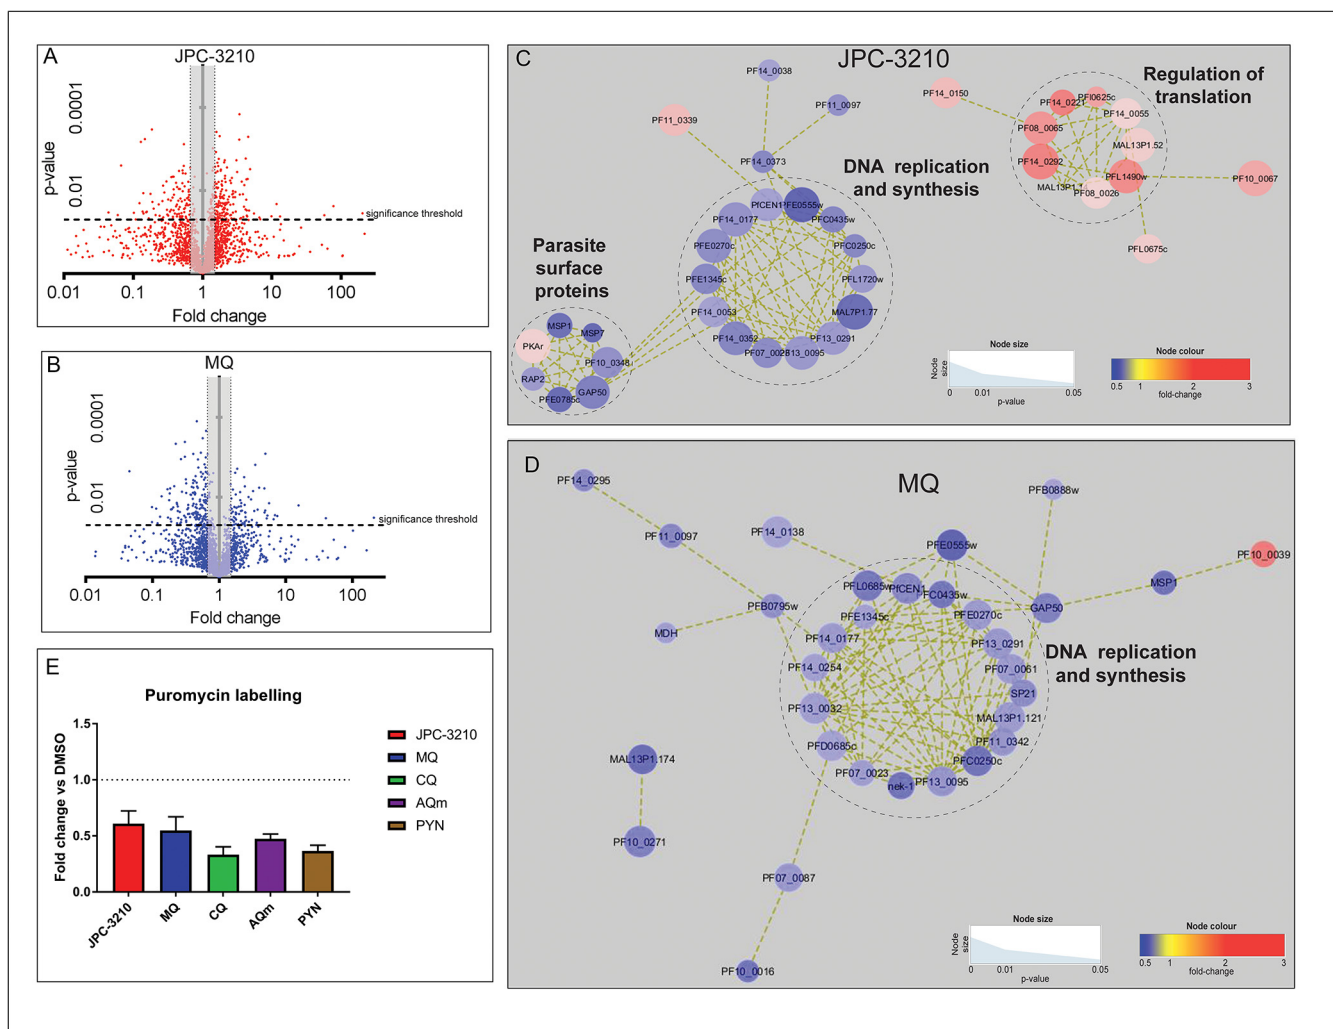 A
JPC-3210
0.0001
p-value
0.01
significance threshold
0.01
0.1
1
10
100
Fold change
B
MQ
0.0001
p-value
0.01
significance threshold
0.01
0.1
1
10
100
Fold change
E
Puromycin labelling
Fold change vs DMSO
1.5
1.0
0.5
0.0
JPC-3210
MQ
CQ
AQm
PYN
JPC-3210
MQ
CQ
AQm
PYN
C
JPC-3210
PF14_0038
PF11_0097
PF11_0339
PF14_0373
DNA replication
and synthesis
PfCEN1
PFE0555w
PF14_0177
PFC0435w
PFE0270c
PFC0250c
PFE1345c
PFL1720w
PF14_0053
MAL7P1.77
PF14_0352
PF13_0291
PF07_0023
PF13_0095
Parasite
surface
proteins
MSP1
MSP7
PKAr
PF10_0348
RAP2
GAP50
PFE0785c
Regulation of
translation
PF14_0150
PF14_0221
PFI0625c
PF14_0055
PF08_0065
MAL13P1.52
PF14_0292
PFL1490w
MAL13P1.
PF08_0026
PF10_0067
PFL0675c
Node size
Node
size
0
0.01
0.05
p-value
Node colour
0.5
1
2
3
fold-change
D
MQ
PF14_0295
PF11_0097
PF14_0138
PFE0555w
PFB0888w
PF10_0039
MSP1
GAP50
PFB0795w
MDH
PFL0685w
PfCEN1
PFC0435w
PFE1345c
PFE0270c
PF14_0177
PF13_0291
PF14_0254
PF07_0061
SP21
PF13_0032
MAL13P1.121
PFD0685c
PF11_0342
PFC0250c
PF07_0023
nek-1
PF13_0095
DNA replication
and synthesis
MAL13P1.174
PF10_0271
PF07_0087
PF10_0016
Node size
Node
size
0
0.01
0.05
p-value
Node colour
0.5
1
2
3
fold-change